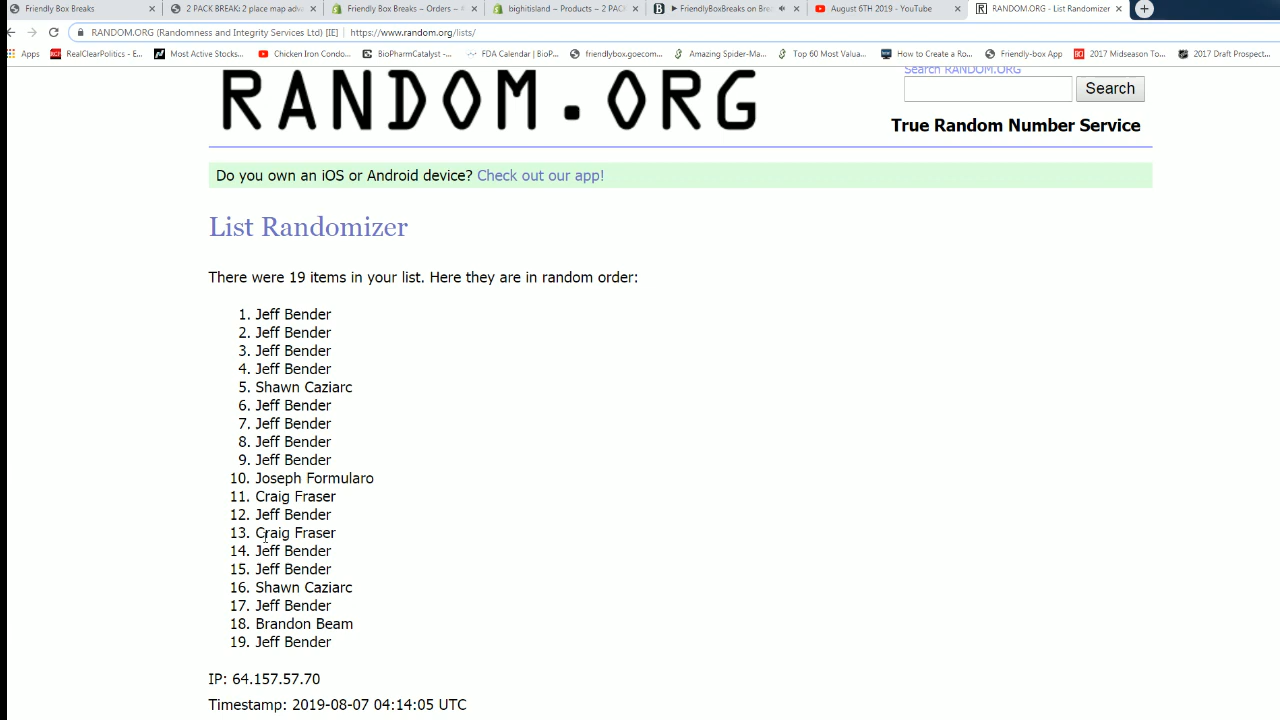 Friendly Box Breaks
2 PACK BREAK: 2 place map adva
Friendly Box Breaks ~ Orders ~
bighitisland ~ Products ~ 2 PAC
FriendlyBoxBreaks on Bre
August 6TH 2019 - YouTube
RANDOM.ORG - List Randomizer
RANDOM.ORG (Randomness and Integrity Services Ltd) [IE] | https://www.random.org/lists/
Apps
RealClearPolitics - E...
Most Active Stocks...
Chicken Iron Condo...
BioPharmCatalyst -...
FDA Calendar | BioP...
friendlybox.goecom...
Amazing Spider-Ma...
Top 60 Most Value...
How to Create a Ro...
Friendly-box App
2017 Midseason To...
2017 Draft Prospect...
Search RANDOM.ORG
RANDOM.ORG
Search
True Random Number Service
Do you own an iOS or Android device? Check out our app!
List Randomizer
There were 19 items in your list. Here they are in random order:
1. Jeff Bender
2. Jeff Bender
3. Jeff Bender
4. Jeff Bender
5. Shawn Caziarc
6. Jeff Bender
7. Jeff Bender
8. Jeff Bender
9. Jeff Bender
10. Joseph Formularo
11. Craig Fraser
12. Jeff Bender
13. Craig Fraser
14. Jeff Bender
15. Jeff Bender
16. Shawn Caziarc
17. Jeff Bender
18. Brandon Beam
19. Jeff Bender
IP: 64.157.57.70
Timestamp: 2019-08-07 04:14:05 UTC